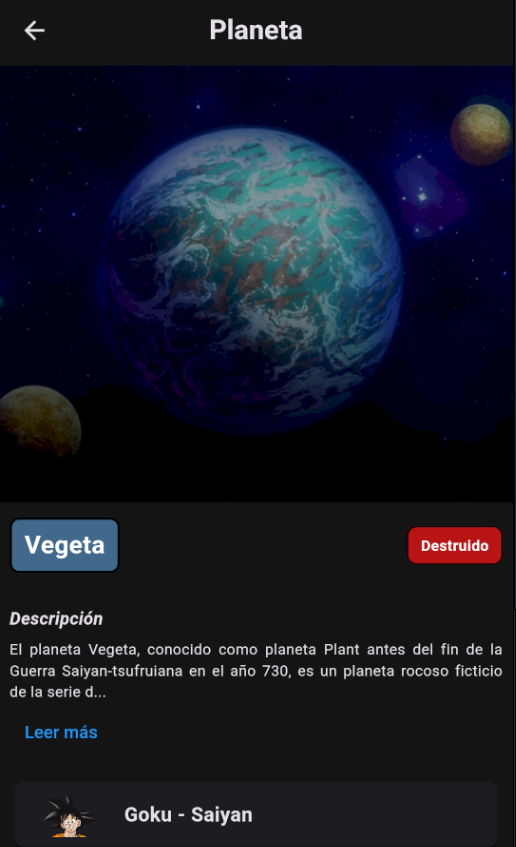 Planeta
Vegeta
Destruido
Descripción
El planeta Vegeta, conocido como planeta Plant antes del fin de la
Guerra Saiyan-tsufruiana en el año 730, es un planeta rocoso ficticio
de la serie d...
Leer más
Goku - Saiyan